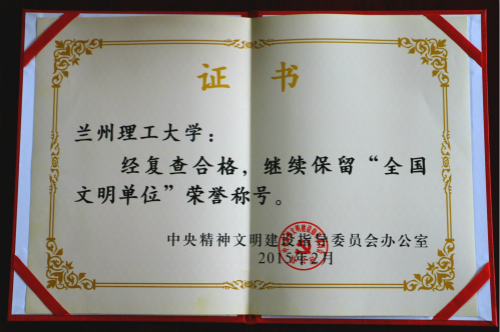 证书
兰州理工大学：
经复查合格，继续保留“全国
文明单位”荣誉称号。
中央精神文明建设指导委员会办公室
2015年2月